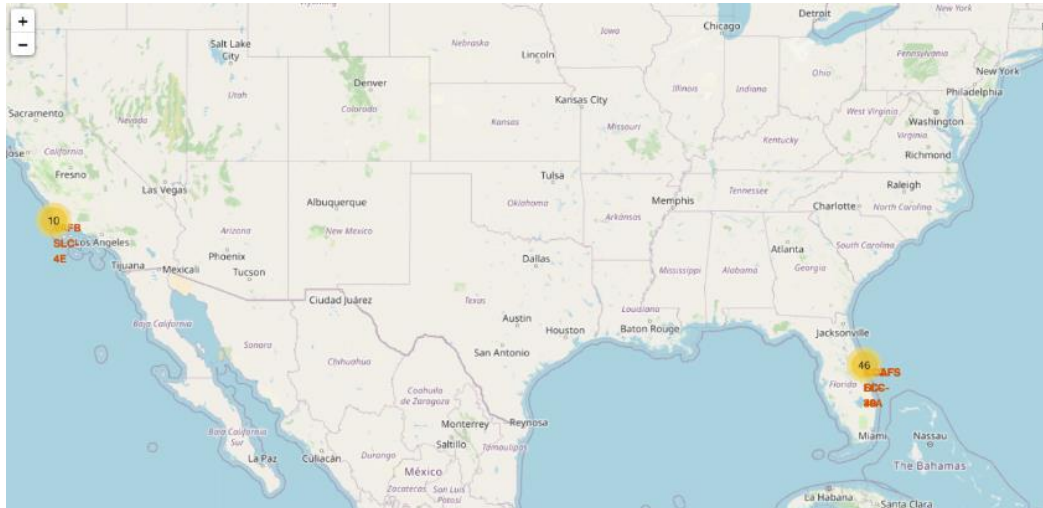 +
−
Detroit
New York
Chicago
Iowa
Nebraska
Salt Lake
City
Lincoln
Pennsylvania
New York
Ohio
Denver
Utah
Illinois
Indiana
Philadelphia
Colorado
Kansas City
West Virginia
Sacramento
Nevada
Kansas
Missouri
Washington
Kentucky
Virginia
Jose
California
Richmond
Fresno
Tulsa
Las Vegas
Tennessee
Raleigh
Albuquerque
Oklahoma
Memphis
Charlotte
North Carolina
10
Arkansas
AFB
SLC-
4E
Los Angeles
Arizona
New Mexico
South Carolina
Phoenix
Atlanta
Dallas
Tijuana
Mexicali
Tucson
Mississippi
Alabama
Georgia
Ciudad Juárez
Texas
Louisiana
Baja California
Sonora
Austin
Houston
Baton Rouge
Jacksonville
San Antonio
Chihuahua
46
AFS
Florida
Coahuila
de Zaragoza
Monterrey
Reynosa
Baja California
Sur
Saltillo
Tamaulipas
Miami
Nassau
La Paz
Culiacán
Durango
México
The Bahamas
Zacatecas
San Luis
Potosí
La Habana
Santa Clara